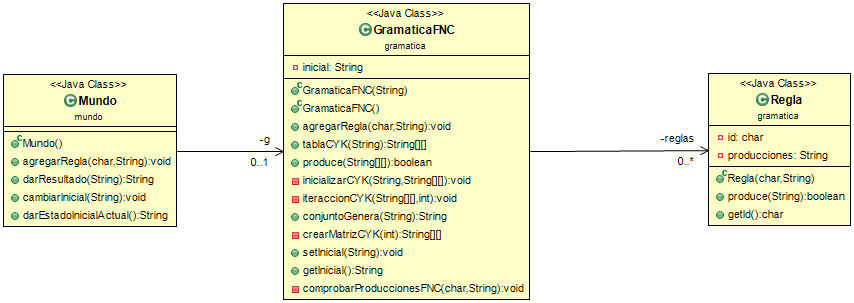 <<Java Class>>
Mundo
mundo
Mundo()
agregarRegla(char,String):void
darResultado(String):String
cambiarInicial(String):void
darEstadoInicialActual():String
-g
0..1
<<Java Class>>
GramaticaFNC
gramatica
inicial: String
GramaticaFNC(String)
GramaticaFNC()
agregarRegla(char,String):void
tablaCYK(String):String[][]
produce(String[][]):boolean
inicializarCYK(String,String[][]):void
iteraccionCYK(String[][],int):void
conjuntoGenera(String):String
crearMatrizCYK(int):String[][]
setInicial(String):void
getInicial():String
comprobarProduccionesFNC(char,String):void
-reglas
0..*
<<Java Class>>
Regla
gramatica
id: char
producciones: String
Regla(char,String)
produce(String):boolean
getId():char